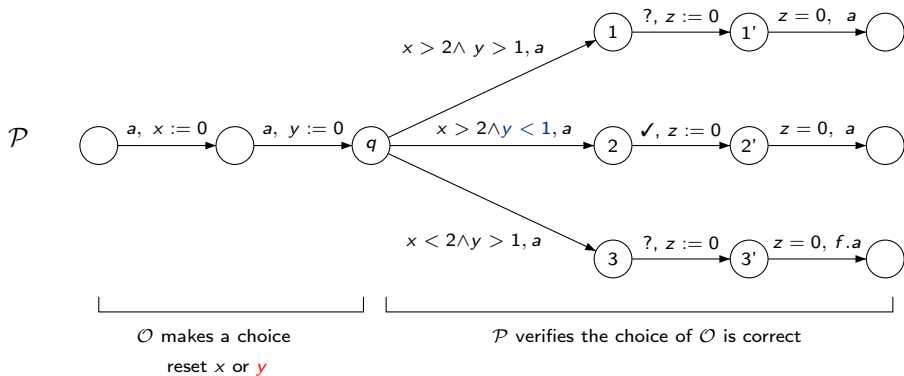 1
?, z := 0
1'
z = 0, a
x > 2∧ y > 1, a
𝒫
a, x := 0
a, y := 0
q
x > 2∧y < 1, a
2
✓, z := 0
2'
z = 0, a
x < 2∧y > 1, a
3
?, z := 0
3'
z = 0, f.a
𝒪 makes a choice
reset x or y
𝒫 verifies the choice of 𝒪 is correct